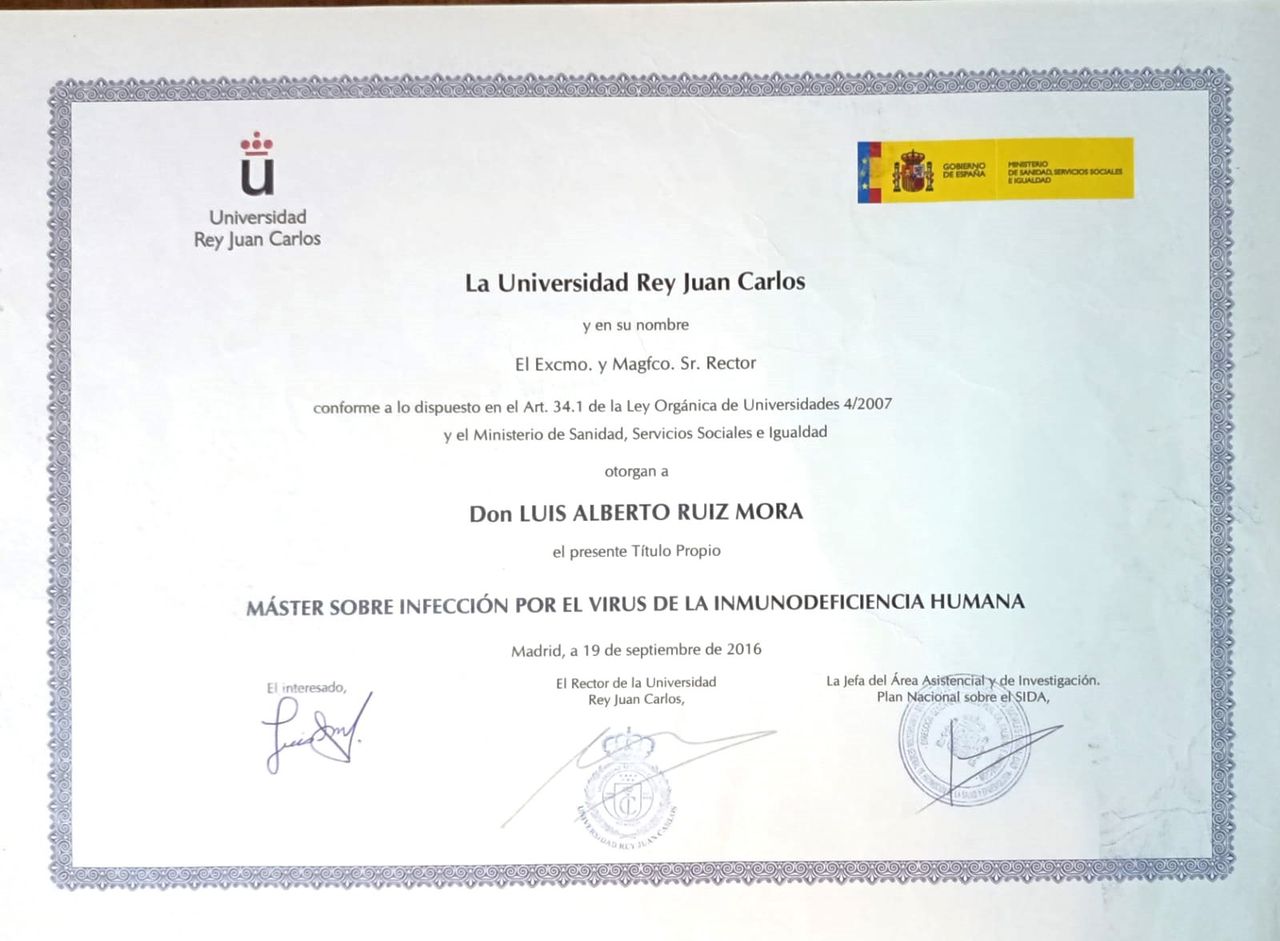 Universidad
Rey Juan Carlos
GOBIERNO
DE ESPAÑA
MINISTERIO
DE SANIDAD, SERVICIOS SOCIALES
E IGUALDAD
La Universidad Rey Juan Carlos
y en su nombre
El Excmo. y Magfco. Sr. Rector
conforme a lo dispuesto en el Art. 34.1 de la Ley Orgánica de Universidades 4/2007
y el Ministerio de Sanidad, Servicios Sociales e Igualdad
otorgan a
Don LUIS ALBERTO RUIZ MORA
el presente Título Propio
MÁSTER SOBRE INFECCIÓN POR EL VIRUS DE LA INMUNODEFICIENCIA HUMANA
Madrid, a 19 de septiembre de 2016
El interesado,
El Rector de la Universidad
Rey Juan Carlos,
La Jefa del Área Asistencial y de Investigación.
Plan Nacional sobre el SIDA,
UNIVERSIDAD REY JUAN CARLOS